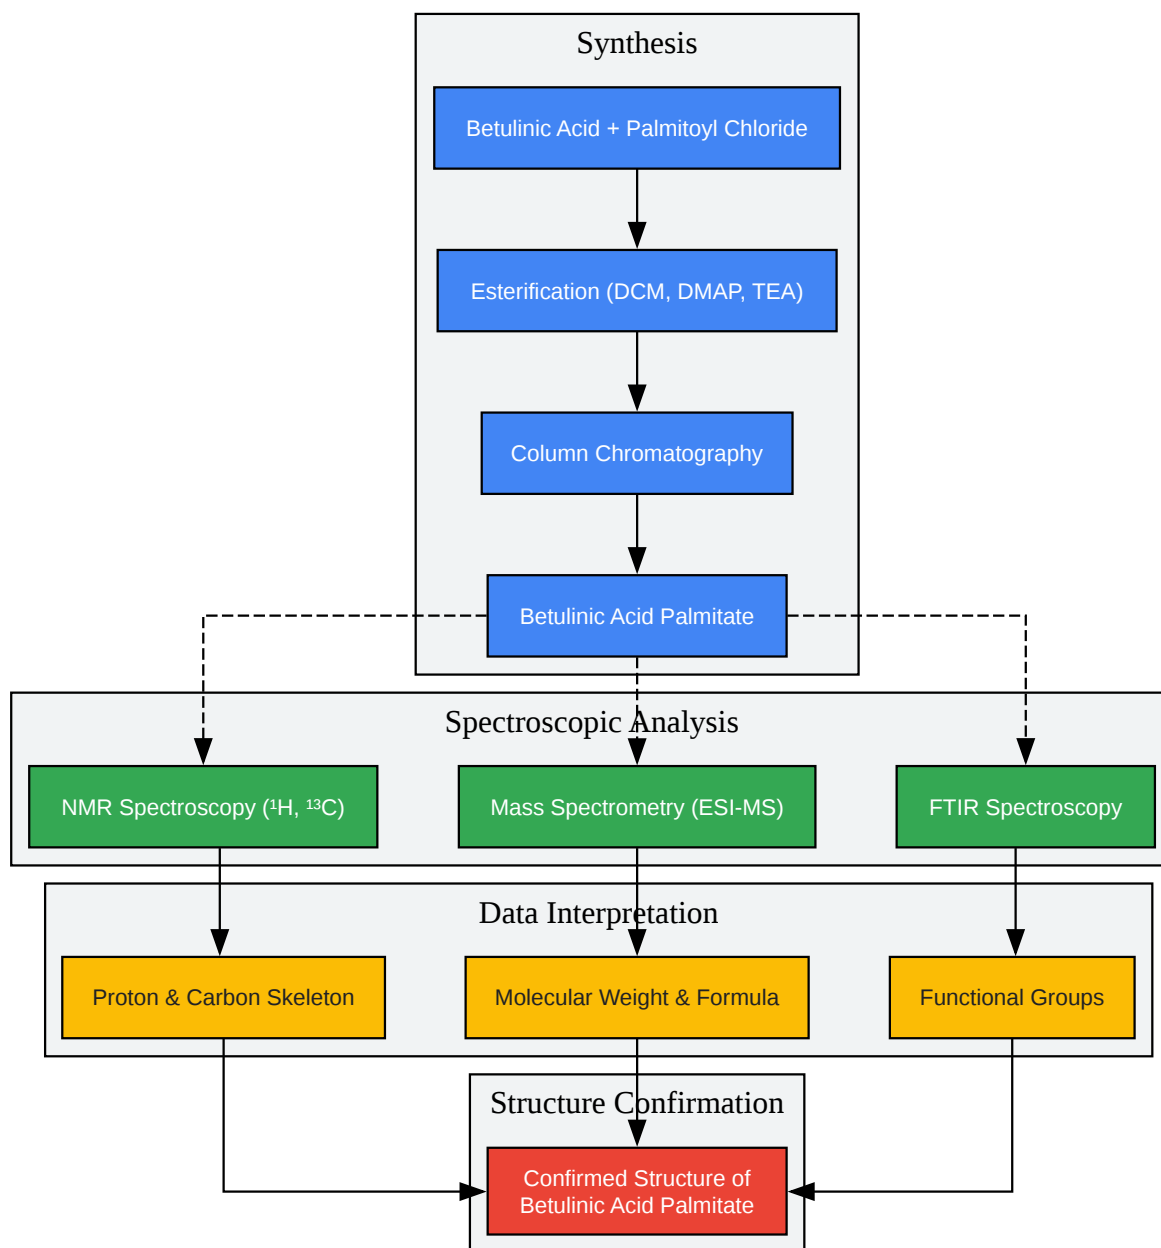 Synthesis
Betulinic Acid + Palmitoyl Chloride
Esterification (DCM, DMAP, TEA)
Column Chromatography
Betulinic Acid Palmitate
Spectroscopic Analysis
NMR Spectroscopy (¹H, ¹³C)
Mass Spectrometry (ESI-MS)
FTIR Spectroscopy
Data Interpretation
Proton & Carbon Skeleton
Molecular Weight & Formula
Functional Groups
Structure Confirmation
Confirmed Structure of
Betulinic Acid Palmitate